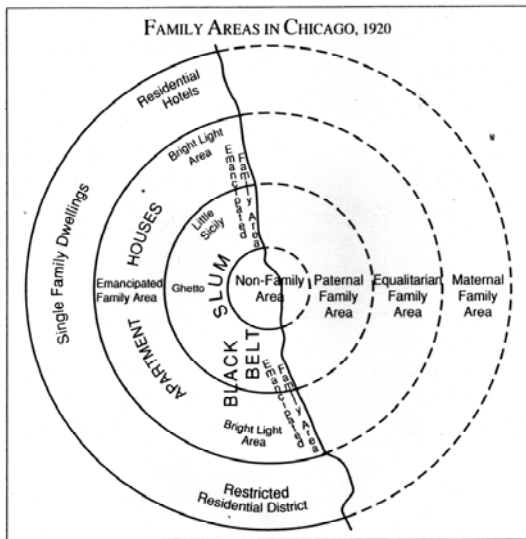 FAMILY AREAS IN CHICAGO, 1920
Residential
Hotels
Bright Light
Area
Emancipated
Family Area
Single Family Dwellings
HOUSES
Little
Sicily
SLUM
Emancipated
Family Area
Ghetto
Non-Family
Area
Paternal
Family
Area
Equalitarian
Family
Area
Maternal
Family
Area
APARTMENT
BLACK
BELT
Emancipated
Family Area
Bright Light
Area
Restricted
Residential District